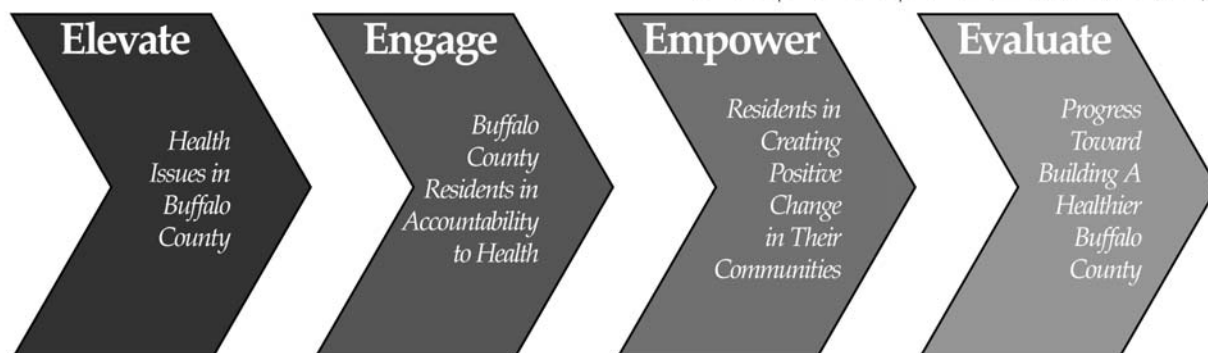 Elevate
Health
Issues in
Buffalo
County
Engage
Buffalo
County
Residents in
Accountability
to Health
Empower
Residents in
Creating
Positive
Change
in Their
Communities
Evaluate
Progress
Toward
Building A
Healthier
Buffalo
County